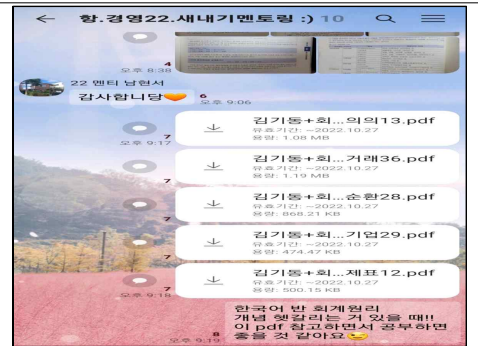 ← 항.경영22.새내기멘토링 :) 10
4
오후 8:38
22 멘티 남현서
감사합니당🧡
6
오후 9:06
김기동+회...의의13.pdf
유효기간: ~2022.10.27
용량: 1.08 MB
7
오후 9:17
김기동+회...거래36.pdf
유효기간: ~2022.10.27
용량: 1.19 MB
7
김기동+회...순환28.pdf
유효기간: ~2022.10.27
용량: 868.21 KB
7
김기동+회...기업29.pdf
유효기간: ~2022.10.27
용량: 474.47 KB
7
김기동+회...제표12.pdf
유효기간: ~2022.10.27
용량: 500.15 KB
7
오후 9:18
한국어 반 회계원리
개념 헷갈리는 거 있을 때!!
이 pdf 참고하면서 공부하면
좋을 것 같아요😉
8
오후 9:19